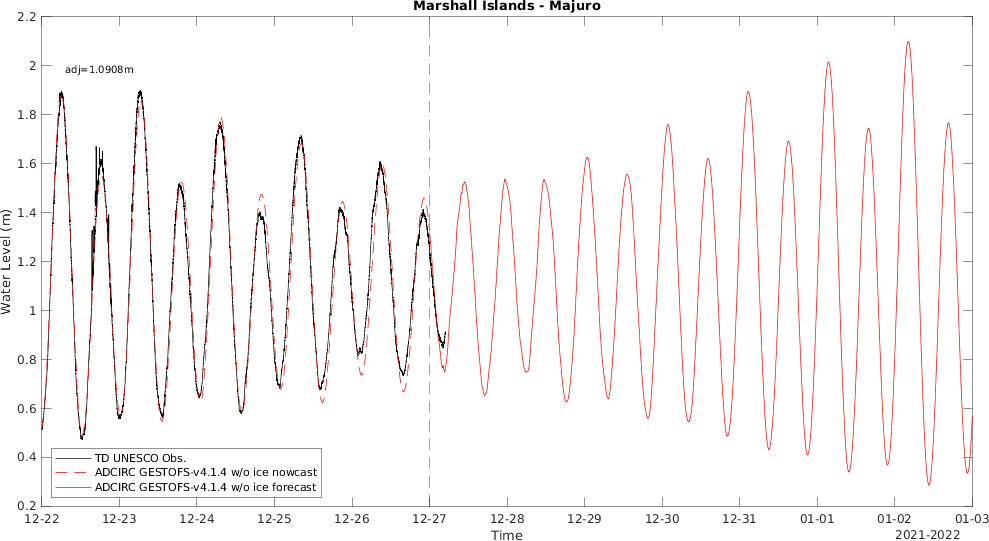 Marshall Islands - Majuro
2.2
2
1.8
1.6
1.4
1.2
1
0.8
0.6
0.4
0.2
Water Level (m)
adj=1.0908m
TD UNESCO Obs.
ADCIRC GESTOFS-v4.1.4 w/o ice nowcast
ADCIRC GESTOFS-v4.1.4 w/o ice forecast
12-22 12-23 12-24 12-25 12-26 12-27 12-28 12-29 12-30 12-31 01-01 01-02 01-03
Time
2021-2022